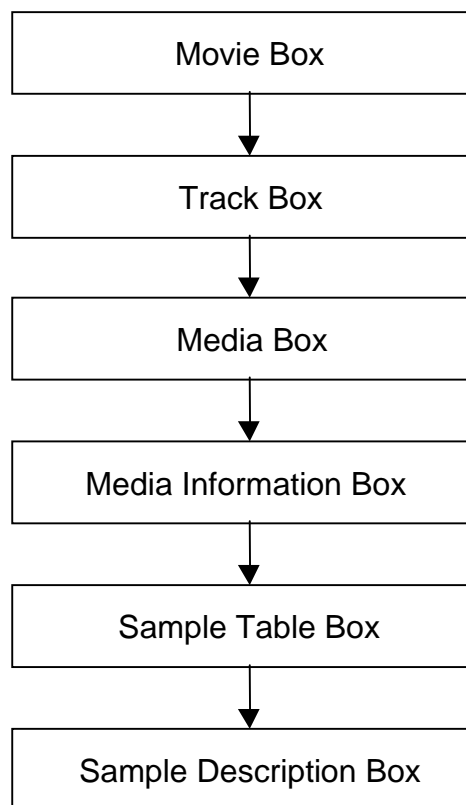 Movie Box
Track Box
Media Box
Media Information Box
Sample Table Box
Sample Description Box